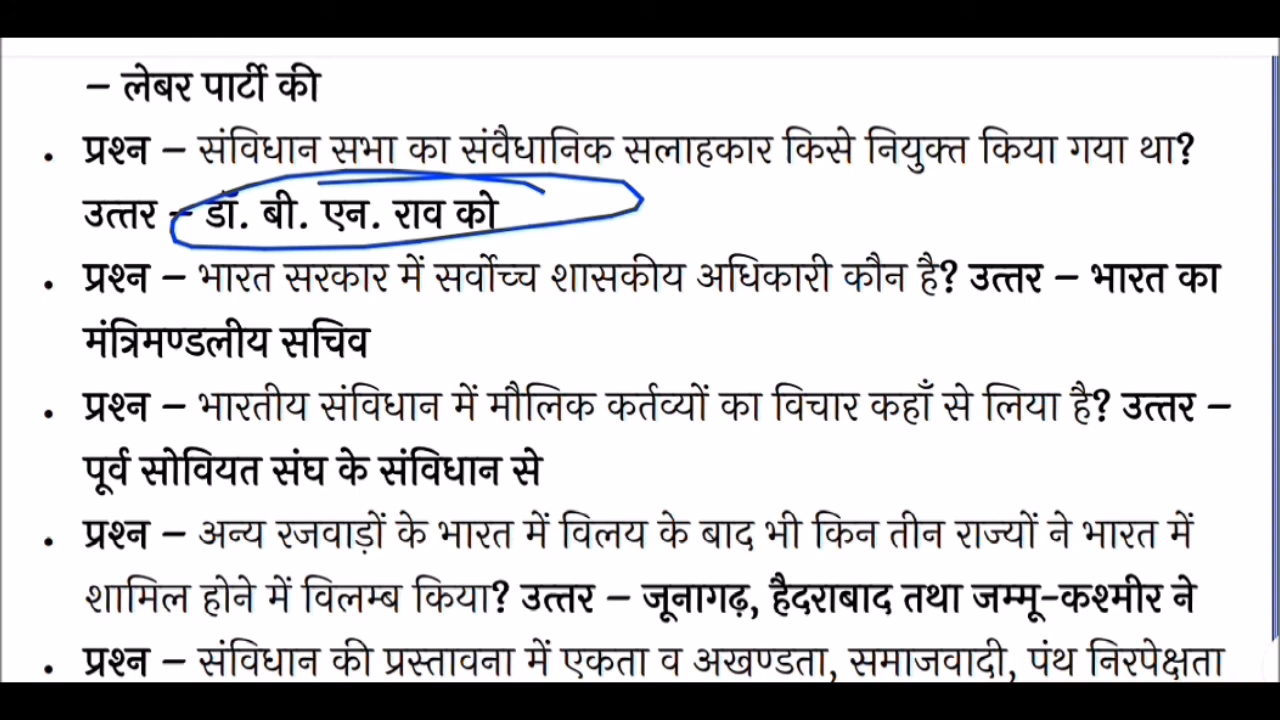 – लेबर पार्टी की
• प्रश्न – संविधान सभा का संवैधानिक सलाहकार किसे नियुक्त किया गया था?
उत्तर – डॉ. बी. एन. राव को
• प्रश्न – भारत सरकार में सर्वोच्च शासकीय अधिकारी कौन है? उत्तर – भारत का
मंत्रिमण्डलीय सचिव
• प्रश्न – भारतीय संविधान में मौलिक कर्तव्यों का विचार कहाँ से लिया है? उत्तर –
पूर्व सोवियत संघ के संविधान से
• प्रश्न – अन्य रजवाड़ों के भारत में विलय के बाद भी किन तीन राज्यों ने भारत में
शामिल होने में विलम्ब किया? उत्तर – जूनागढ़, हैदराबाद तथा जम्मू-कश्मीर ने
• प्रश्न – संविधान की प्रस्तावना में एकता व अखण्डता, समाजवादी, पंथ निरपेक्षता